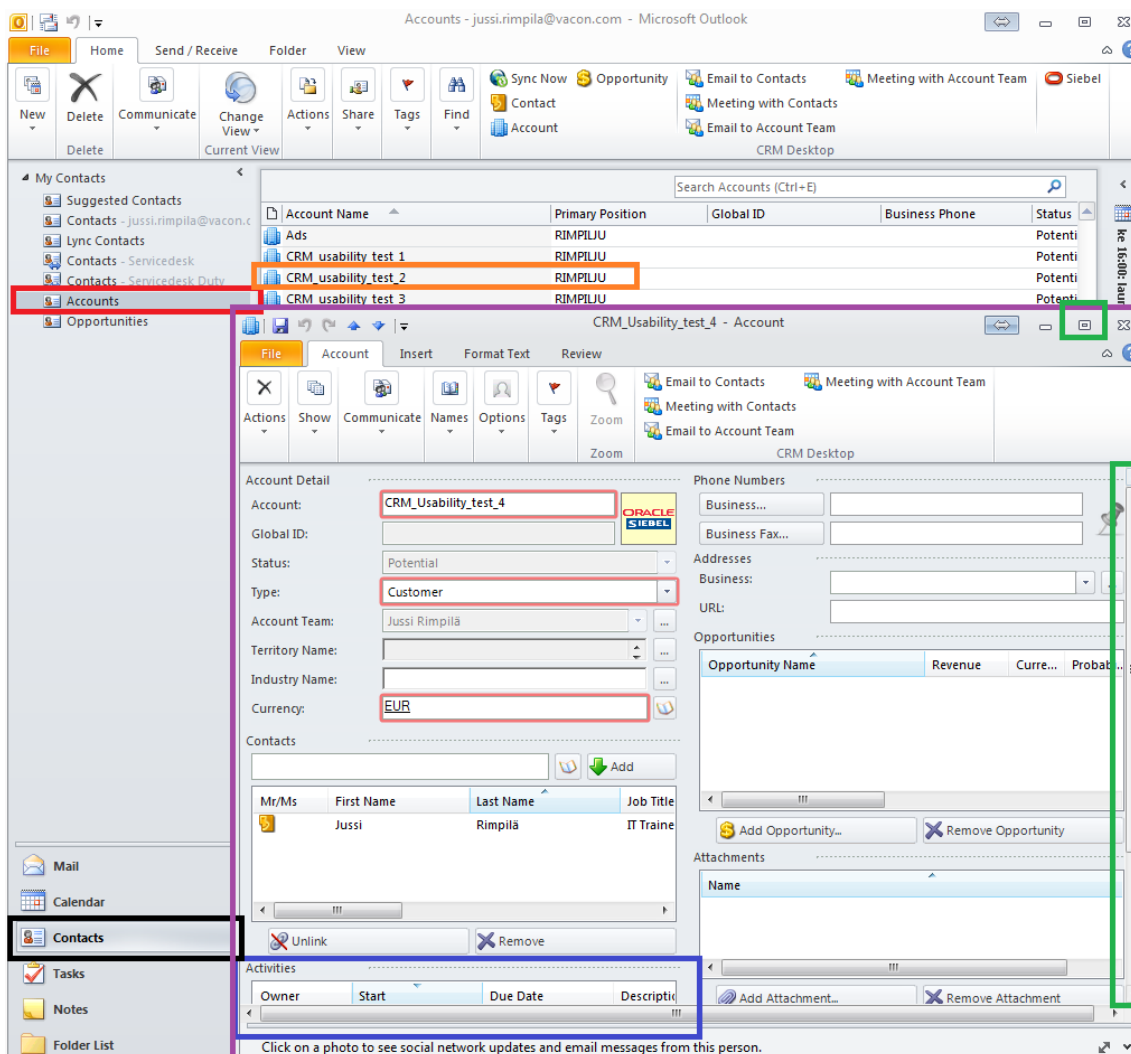 Accounts - jussi.rimpila@vacon.com - Microsoft Outlook
File Home Send / Receive Folder View
New Delete Communicate Change View Actions Share Tags Find
Sync Now Opportunity Email to Contacts Meeting with Account Team Siebel
Contact Meeting with Contacts
Account Email to Account Team
Delete Current View CRM Desktop
My Contacts
Suggested Contacts
Contacts - jussi.rimpila@vacon.c
Lync Contacts
Contacts - Servicedesk
Contacts - Servicedesk Duty
Accounts
Opportunities
Search Accounts (Ctrl+E)
Account Name Primary Position Global ID Business Phone Status
Ads RIMPILJU Potenti
CRM_usability_test_1 RIMPILJU Potenti
CRM_usability_test_2 RIMPILJU Potenti
CRM_usability_test_3 RIMPILJU Potenti
ke 16:00: laur
CRM_Usability_test_4 - Account
File Account Insert Format Text Review
Actions Show Communicate Names Options Tags Zoom
Email to Contacts Meeting with Account Team
Meeting with Contacts
Email to Account Team
Zoom CRM Desktop
Account Detail
Account: CRM_Usability_test_4
ORACLE
SIEBEL
Global ID:
Status: Potential
Type: Customer
Account Team: Jussi Rimpilä ...
Territory Name: ...
Industry Name: ...
Currency: EUR
Contacts
Add
Mr/Ms First Name Last Name Job Title
Jussi Rimpilä IT Traine
Unlink Remove
Activities
Owner Start Due Date Descriptic
Phone Numbers
Business...
Business Fax...
Addresses
Business:
URL:
Opportunities
Opportunity Name Revenue Curre... Probab...
Add Opportunity... Remove Opportunity
Attachments
Name
Add Attachment... Remove Attachment
Mail
Calendar
Contacts
Tasks
Notes
Folder List
Click on a photo to see social network updates and email messages from this person.